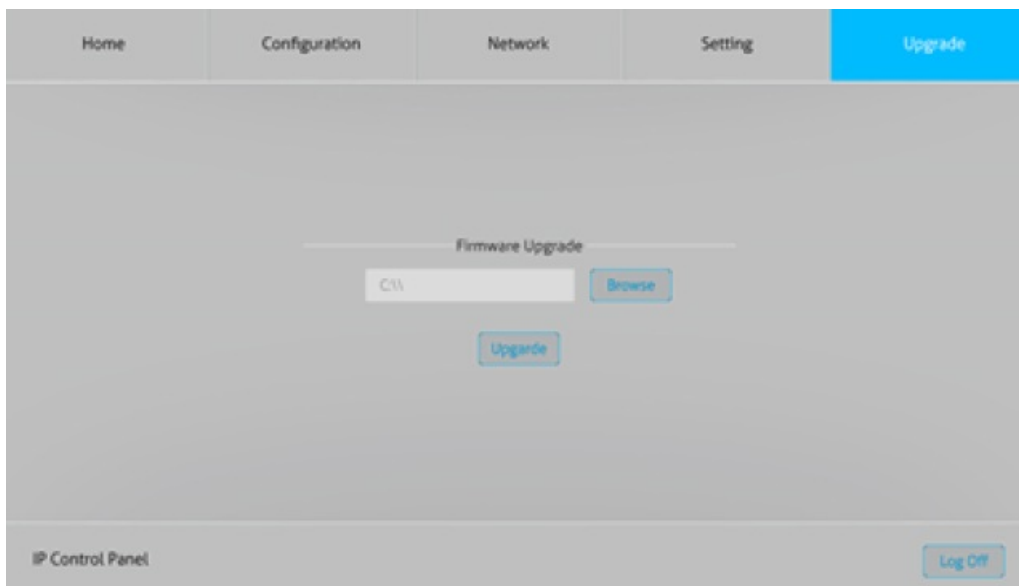 Home Configuration Network Setting Upgrade
Firmware Upgrade
C:\\ Browse
Upgarde
IP Control Panel Log Off